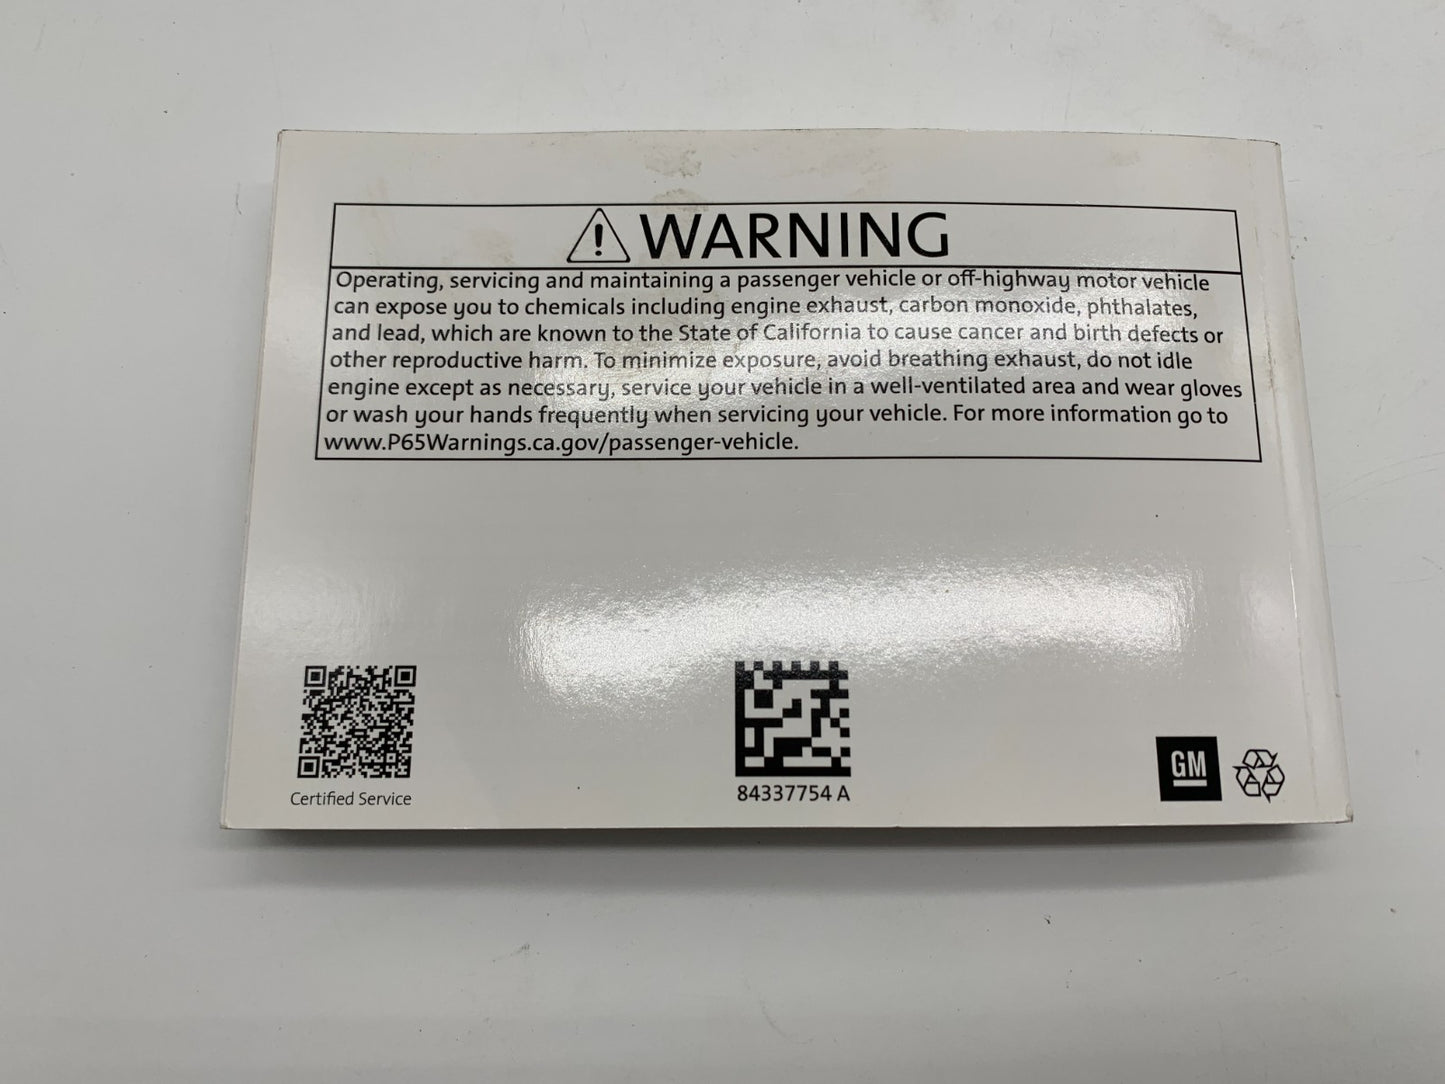 WARNING
Operating, servicing and maintaining a passenger vehicle or off-highway motor vehicle
can expose you to chemicals including engine exhaust, carbon monoxide, phthalates,
and lead, which are known to the State of California to cause cancer and birth defects or
other reproductive harm. To minimize exposure, avoid breathing exhaust, do not idle
engine except as necessary, service your vehicle in a well-ventilated area and wear gloves
or wash your hands frequently when servicing your vehicle. For more information go to
www.P65Warnings.ca.gov/passenger-vehicle.
Certified Service
84337754 A
GM